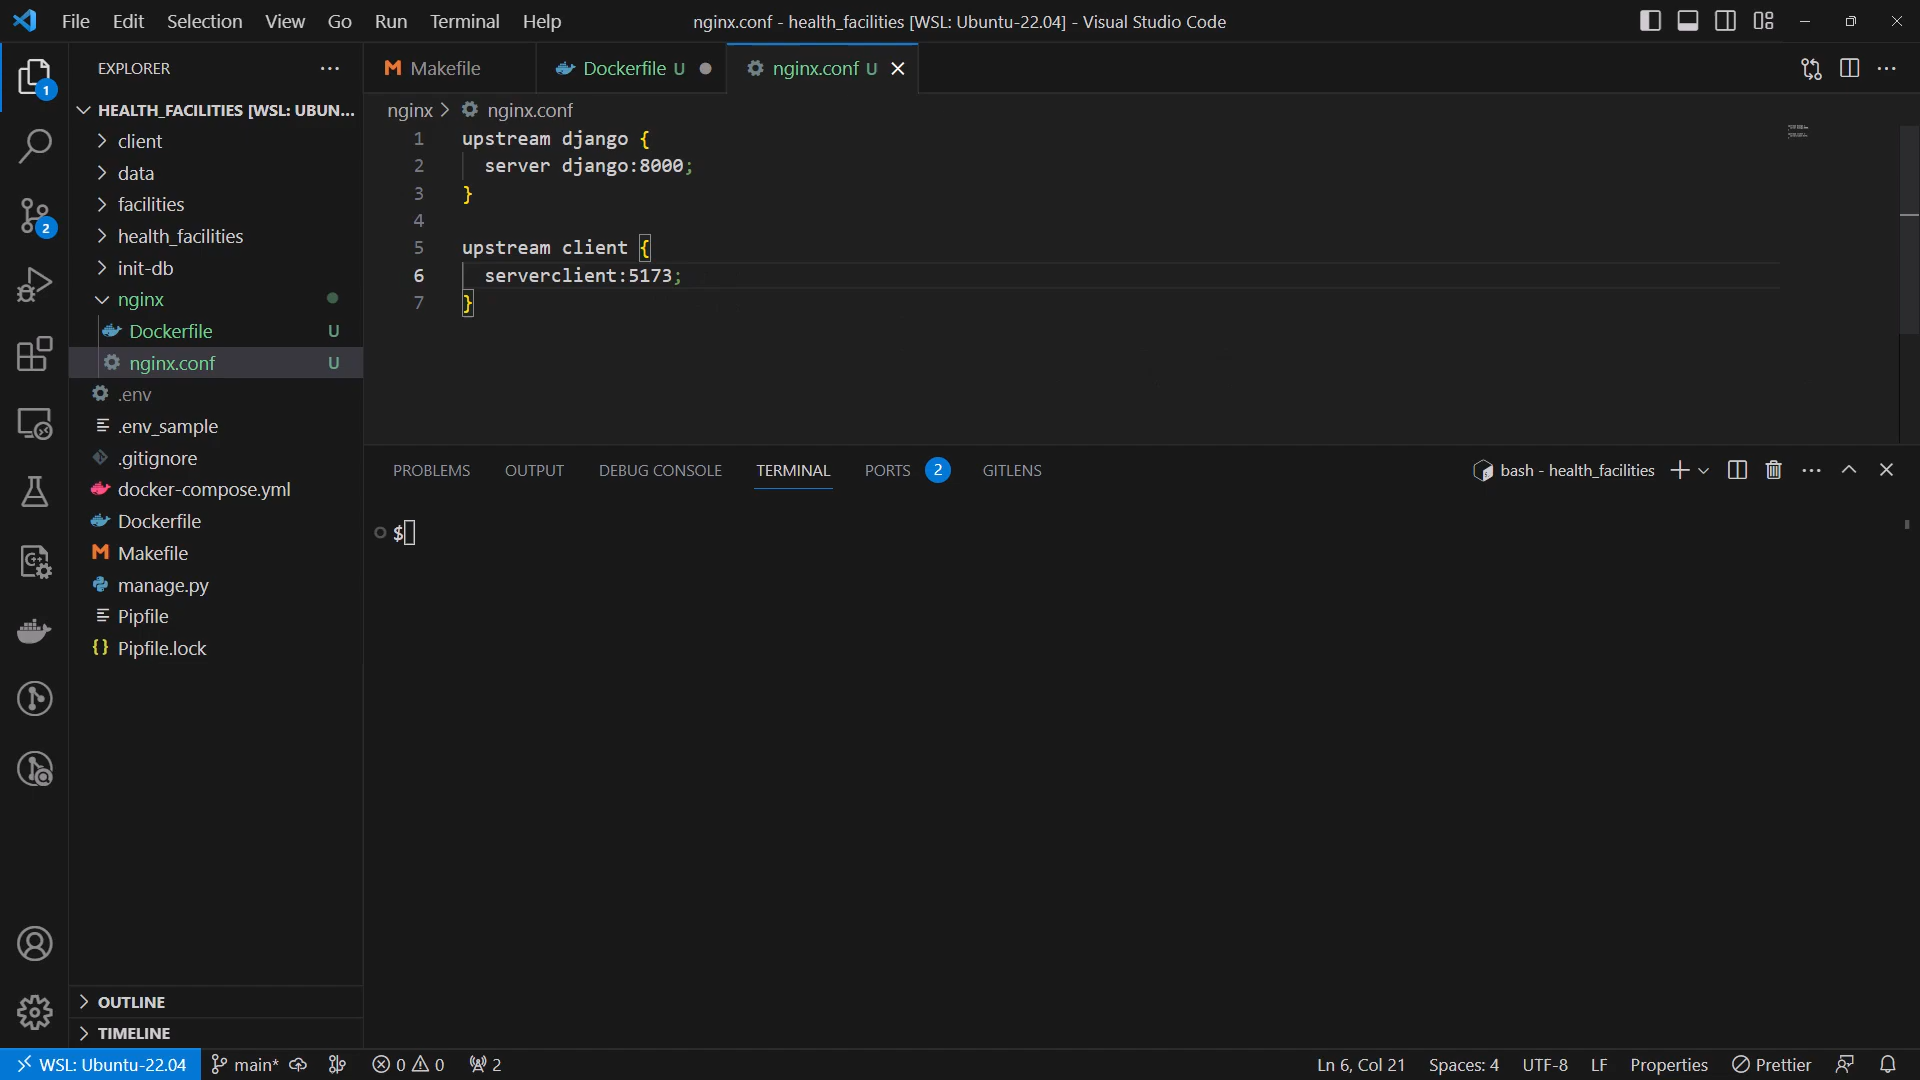 File Edit Selection View Go Run Terminal Help
nginx.conf - health_facilities [WSL: Ubuntu-22.04] - Visual Studio Code
EXPLORER
1
HEALTH_FACILITIES [WSL: UBUN...
client
data
facilities
2
health_facilities
init-db
nginx
Dockerfile U
nginx.conf U
.env
.env_sample
.gitignore
docker-compose.yml
Dockerfile
Makefile
manage.py
Pipfile
Pipfile.lock
OUTLINE
TIMELINE
Makefile
Dockerfile U
nginx.conf U
nginx > nginx.conf
1 upstream django {
2 server django:8000;
3 }
4
5 upstream client {
6 serverclient:5173;
7 }
PROBLEMS OUTPUT DEBUG CONSOLE TERMINAL PORTS 2 GITLENS
bash - health_facilities
$
WSL: Ubuntu-22.04 main* 0 0 2
Ln 6, Col 21 Spaces: 4 UTF-8 LF Properties Prettier